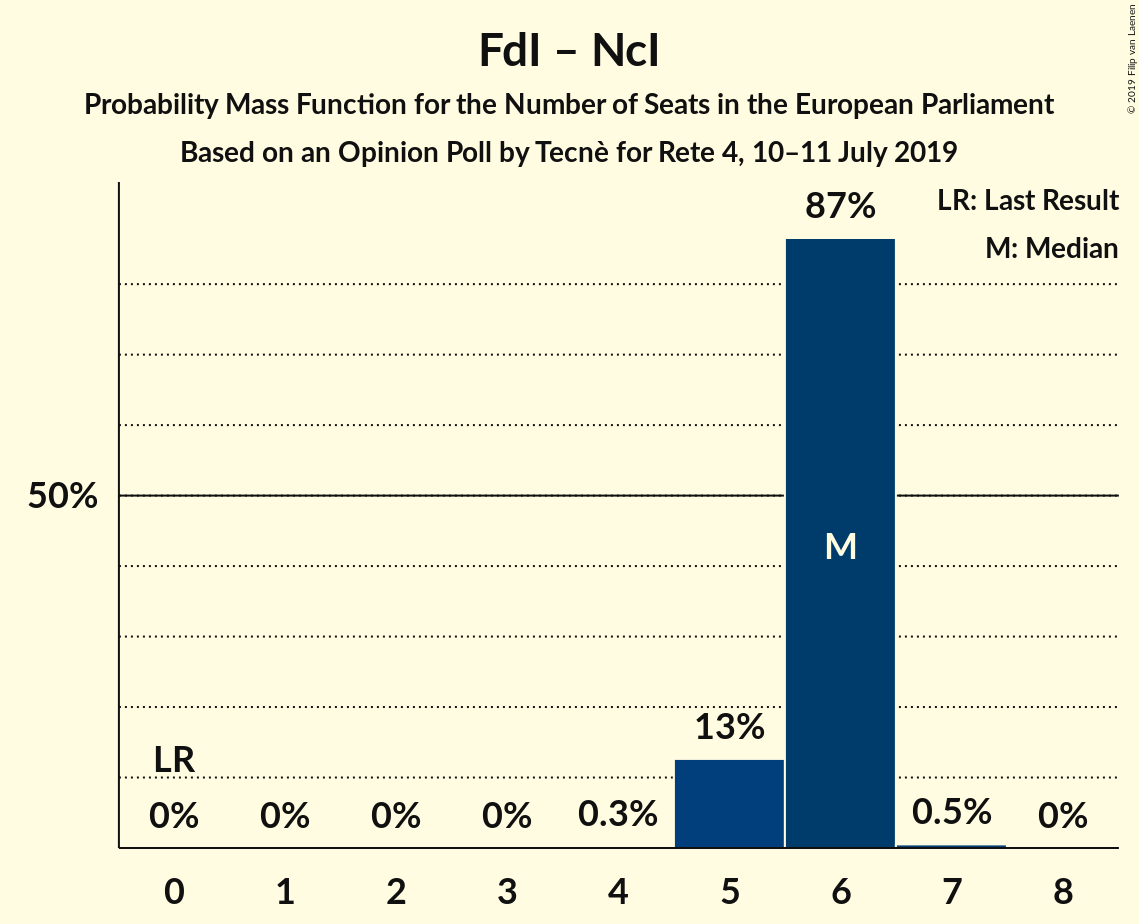 FdI – NcI
Probability Mass Function for the Number of Seats in the European Parliament
Based on an Opinion Poll by Tecnè for Rete 4, 10–11 July 2019
© 2019 Filip van Laenen
LR: Last Result
M: Median
87%
50%
M
13%
LR
0%
0%
0%
0%
0.3%
0.5%
0%
0 1 2 3 4 5 6 7 8